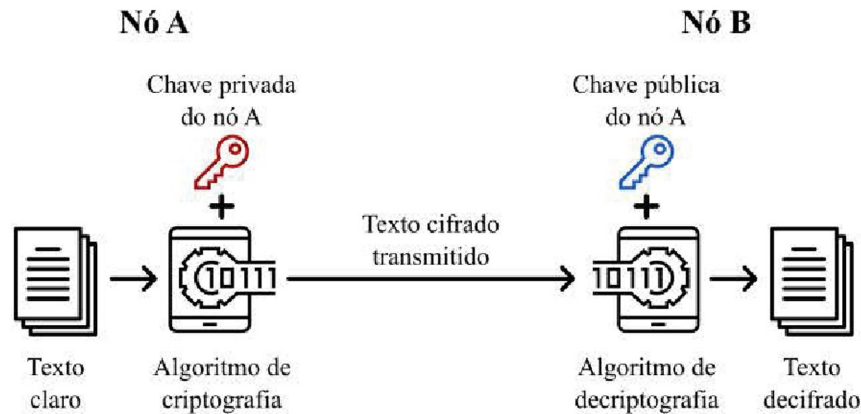 Nó A
Nó B
Chave privada
do nó A
Chave pública
do nó A
+
+
Texto cifrado
transmitido
10111
10111
Texto
claro
Algoritmo de
criptografia
Algoritmo de
decriptografia
Texto
decifrado